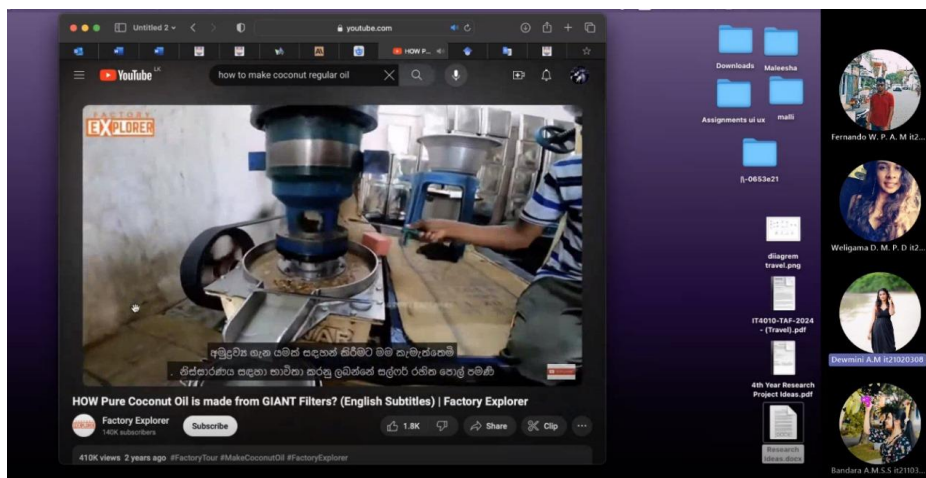 Untitled 2
youtube.com
HOW P...
YouTube LK
how to make coconut regular oil
FACTORY
EXPLORER
අමුද්‍රව්‍ය ගැන යමක් සඳහන් කිරීමට මම කැමැත්තෙමි
. නිස්සාරණය සඳහා භාවිතා කරනු ලබන්නේ සල්ෆර් රහිත පොල් පමණි
HOW Pure Coconut Oil is made from GIANT Filters? (English Subtitles) | Factory Explorer
Factory Explorer
140K subscribers
Subscribe
1.8K
Share
Clip
410K views 2 years ago #FactoryTour #MakeCoconutOil #FactoryExplorer
Downloads
Maleesha
Assignments ui ux
malli
diiagrem
travel.png
IT4010-TAF-2024
- (Travel).pdf
4th Year Research
Project Ideas.pdf
Research
ideas.docx
Fernando W. P. A. M it2...
Weligama D. M. P. D it2...
Dewmini A.M it21020308
Bandara A.M.S.S it21103...